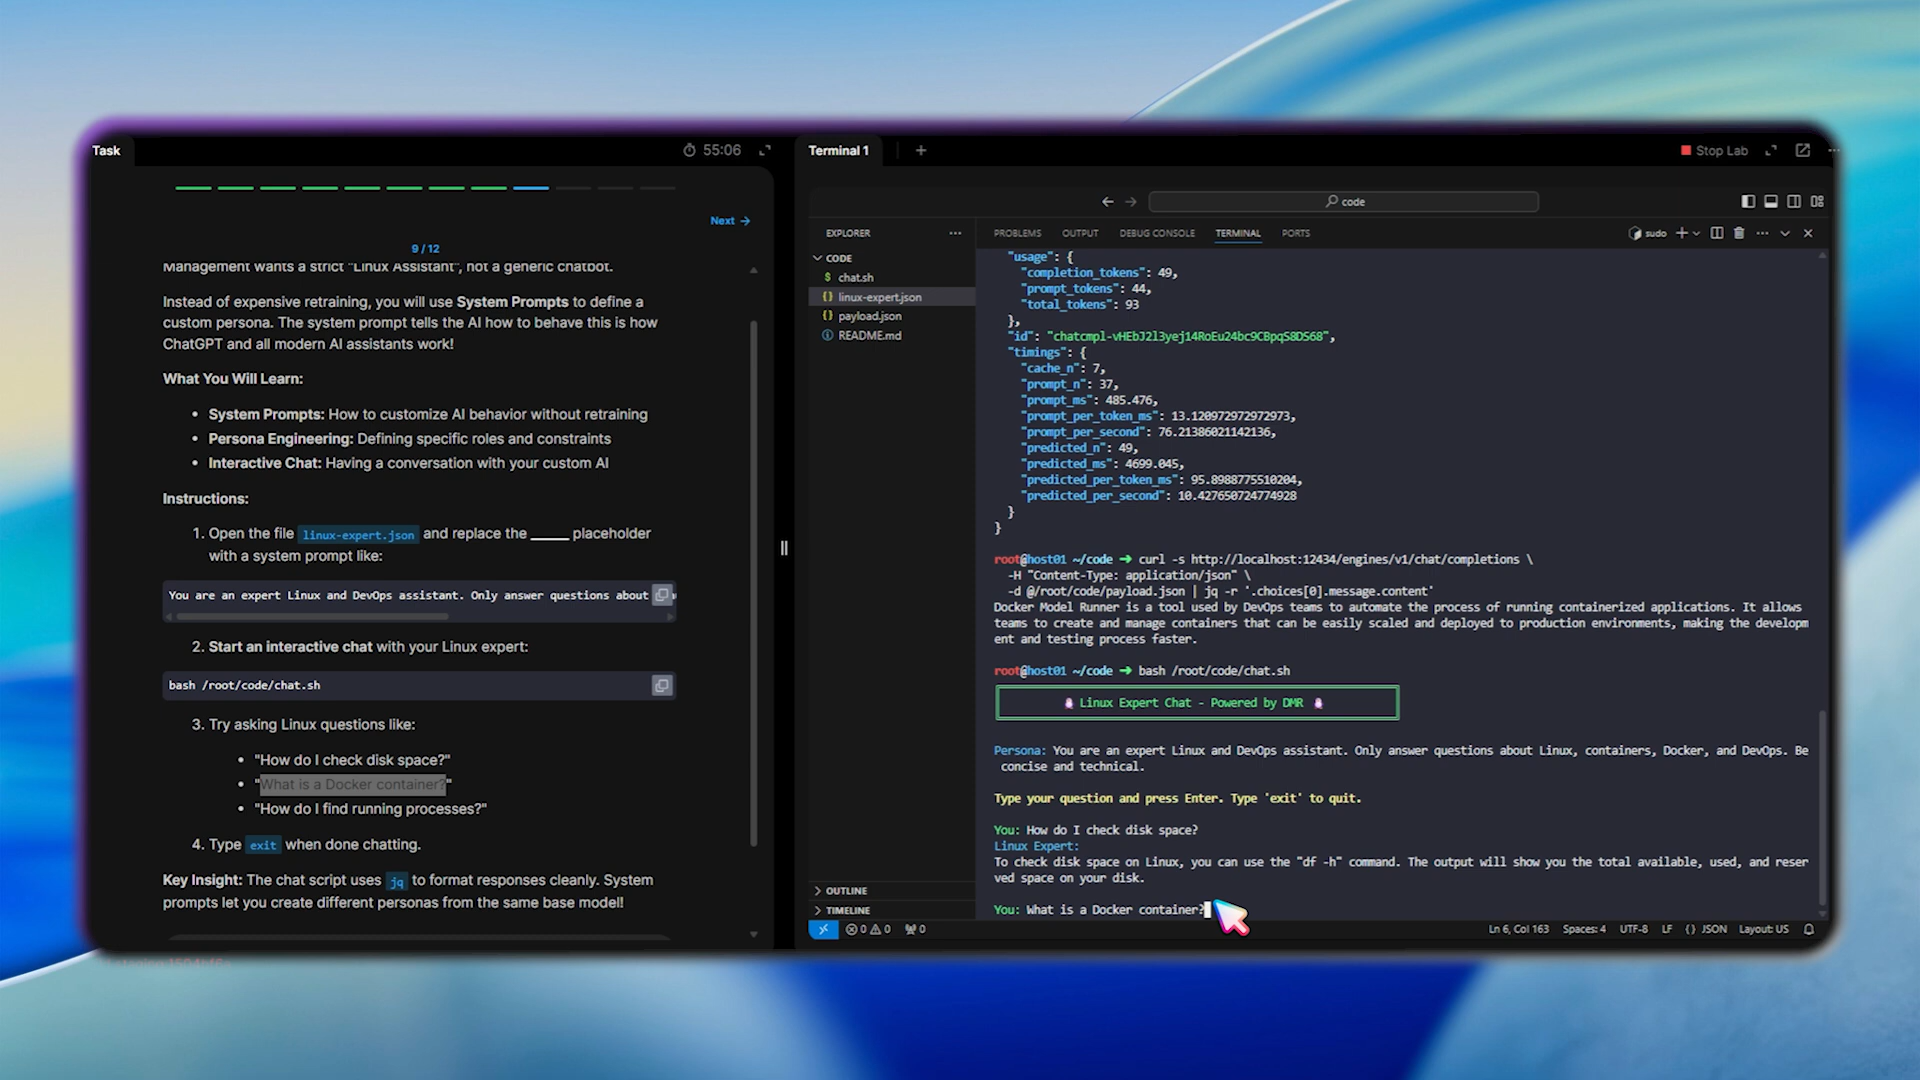 Task
55:06
Next →
9 / 12
Management wants a strict "Linux Assistant", not a generic chatbot.
Instead of expensive retraining, you will use System Prompts to define a
custom persona. The system prompt tells the AI how to behave this is how
ChatGPT and all modern AI assistants work!
What You Will Learn:
• System Prompts: How to customize AI behavior without retraining
• Persona Engineering: Defining specific roles and constraints
• Interactive Chat: Having a conversation with your custom AI
Instructions:
1. Open the file linux-expert.json and replace the _____ placeholder
with a system prompt like:
You are an expert Linux and DevOps assistant. Only answer questions about
2. Start an interactive chat with your Linux expert:
bash /root/code/chat.sh
3. Try asking Linux questions like:
• "How do I check disk space?"
• "What is a Docker container?"
• "How do I find running processes?"
4. Type exit when done chatting.
Key Insight: The chat script uses jq to format responses cleanly. System
prompts let you create different personas from the same base model!
Terminal 1
+
Stop Lab
code
EXPLORER
CODE
$ chat.sh
{} linux-expert.json
{} payload.json
README.md
OUTLINE
TIMELINE
PROBLEMS OUTPUT DEBUG CONSOLE TERMINAL PORTS
sudo
"usage": {
"completion_tokens": 49,
"prompt_tokens": 44,
"total_tokens": 93
},
"id": "chatcmpl-vHEbJ2l3yej14RoEu24bc9CBpqS8DS68",
"timings": {
"cache_n": 7,
"prompt_n": 37,
"prompt_ms": 485.476,
"prompt_per_token_ms": 13.120972972972973,
"prompt_per_second": 76.21386021142136,
"predicted_n": 49,
"predicted_ms": 4699.045,
"predicted_per_token_ms": 95.8988775510204,
"predicted_per_second": 10.427650724774928
}
}
root@host01 ~/code ➜ curl -s http://localhost:12434/engines/v1/chat/completions \
-H "Content-Type: application/json" \
-d @/root/code/payload.json | jq -r '.choices[0].message.content'
Docker Model Runner is a tool used by DevOps teams to automate the process of running containerized applications. It allows
teams to create and manage containers that can be easily scaled and deployed to production environments, making the developm
ent and testing process faster.
root@host01 ~/code ➜ bash /root/code/chat.sh
Linux Expert Chat - Powered by DMR
Persona: You are an expert Linux and DevOps assistant. Only answer questions about Linux, containers, Docker, and DevOps. Be
concise and technical.
Type your question and press Enter. Type 'exit' to quit.
You: How do I check disk space?
Linux Expert:
To check disk space on Linux, you can use the "df -h" command. The output will show you the total available, used, and reser
ved space on your disk.
You: What is a Docker container?
0 0 0
Ln 6, Col 163 Spaces: 4 UTF-8 LF {} JSON Layout: US